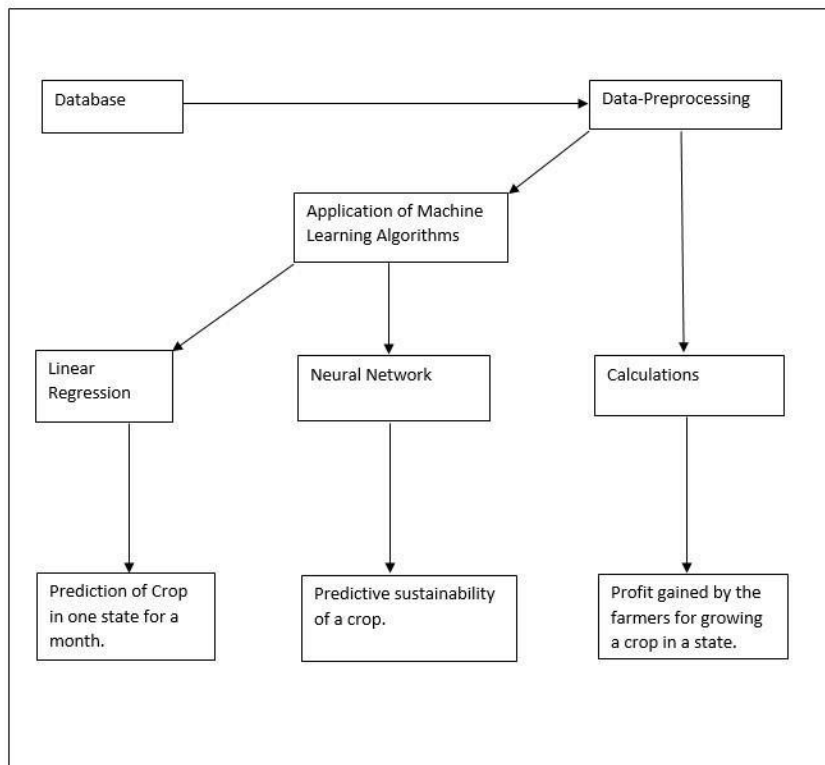 Database
Data-Preprocessing
Application of Machine
Learning Algorithms
Linear
Regression
Neural Network
Calculations
Prediction of Crop
in one state for a
month.
Predictive sustainability
of a crop.
Profit gained by the
farmers for growing
a crop in a state.